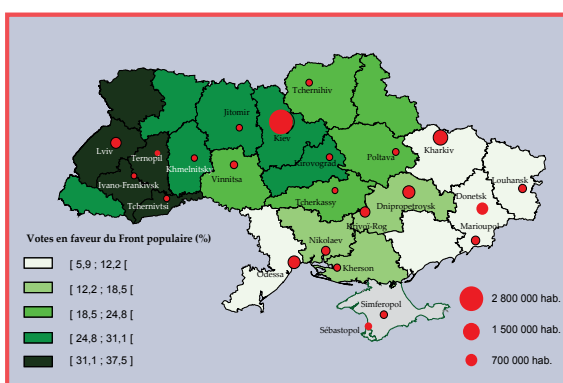 Tchernihiv
Jitomir
Kiev
Kharkiv
Lviv
Ternopil
Kirovograd
Poltava
Khmelnitsky
Vinnitsa
Louhansk
Ivano-Frankivsk
Tchernivtsi
Tcherkassy
Dnipropetrovsk
Donetsk
Krivoï-Rog
Marioupol
Nikolaev
Odessa
Kherson
Simferopol
Sébastopol
Votes en faveur du Front populaire (%)
[ 5,9 ; 12,2 [
[ 12,2 ; 18,5 [
[ 18,5 ; 24,8 [
[ 24,8 ; 31,1 [
[ 31,1 ; 37,5 ]
2 800 000 hab.
1 500 000 hab.
700 000 hab.